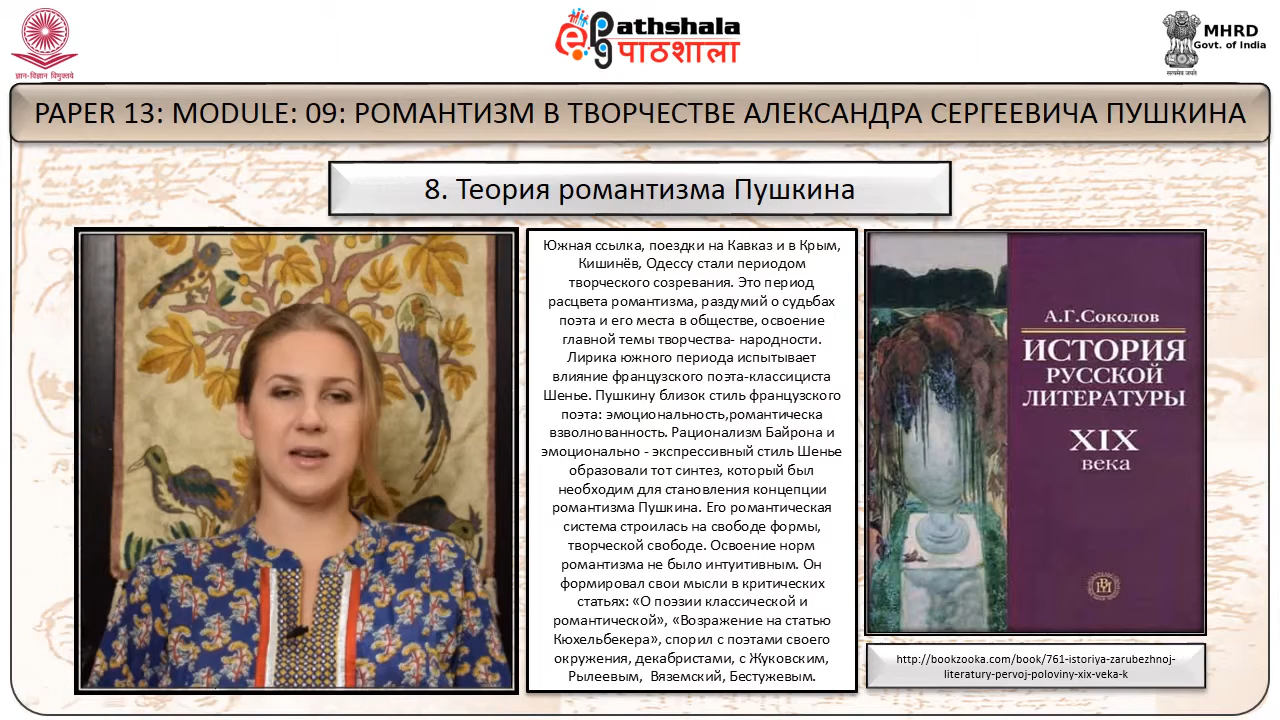 ज्ञान-विज्ञान विमुक्तये
ePathshala
पाठशाला
MHRD
Govt. of India
सत्यमेव जयते
PAPER 13: MODULE: 09: РОМАНТИЗМ В ТВОРЧЕСТВЕ АЛЕКСАНДРА СЕРГЕЕВИЧА ПУШКИНА
8. Теория романтизма Пушкина
Южная ссылка, поездки на Кавказ и в Крым,
Кишинёв, Одессу стали периодом
творческого созревания. Это период
расцвета романтизма, раздумий о судьбах
поэта и его места в обществе, освоение
главной темы творчества- народности.
Лирика южного периода испытывает
влияние французского поэта-классициста
Шенье. Пушкину близок стиль французского
поэта: эмоциональность,романтическа
взволнованность. Рационализм Байрона и
эмоционально - экспрессивный стиль Шенье
образовали тот синтез, который был
необходим для становления концепции
романтизма Пушкина. Его романтическая
система строилась на свободе формы,
творческой свободе. Освоение норм
романтизма не было интуитивным. Он
формировал свои мысли в критических
статьях: «О поэзии классической и
романтической», «Возражение на статью
Кюхельбекера», спорил с поэтами своего
окружения, декабристами, с Жуковским,
Рылеевым, Вяземский, Бестужевым.
А.Г.Соколов
ИСТОРИЯ
РУССКОЙ
ЛИТЕРАТУРЫ
XIX
века
http://bookzooka.com/book/761-istoriya-zarubezhnoj-
literatury-pervoj-poloviny-xix-veka-k